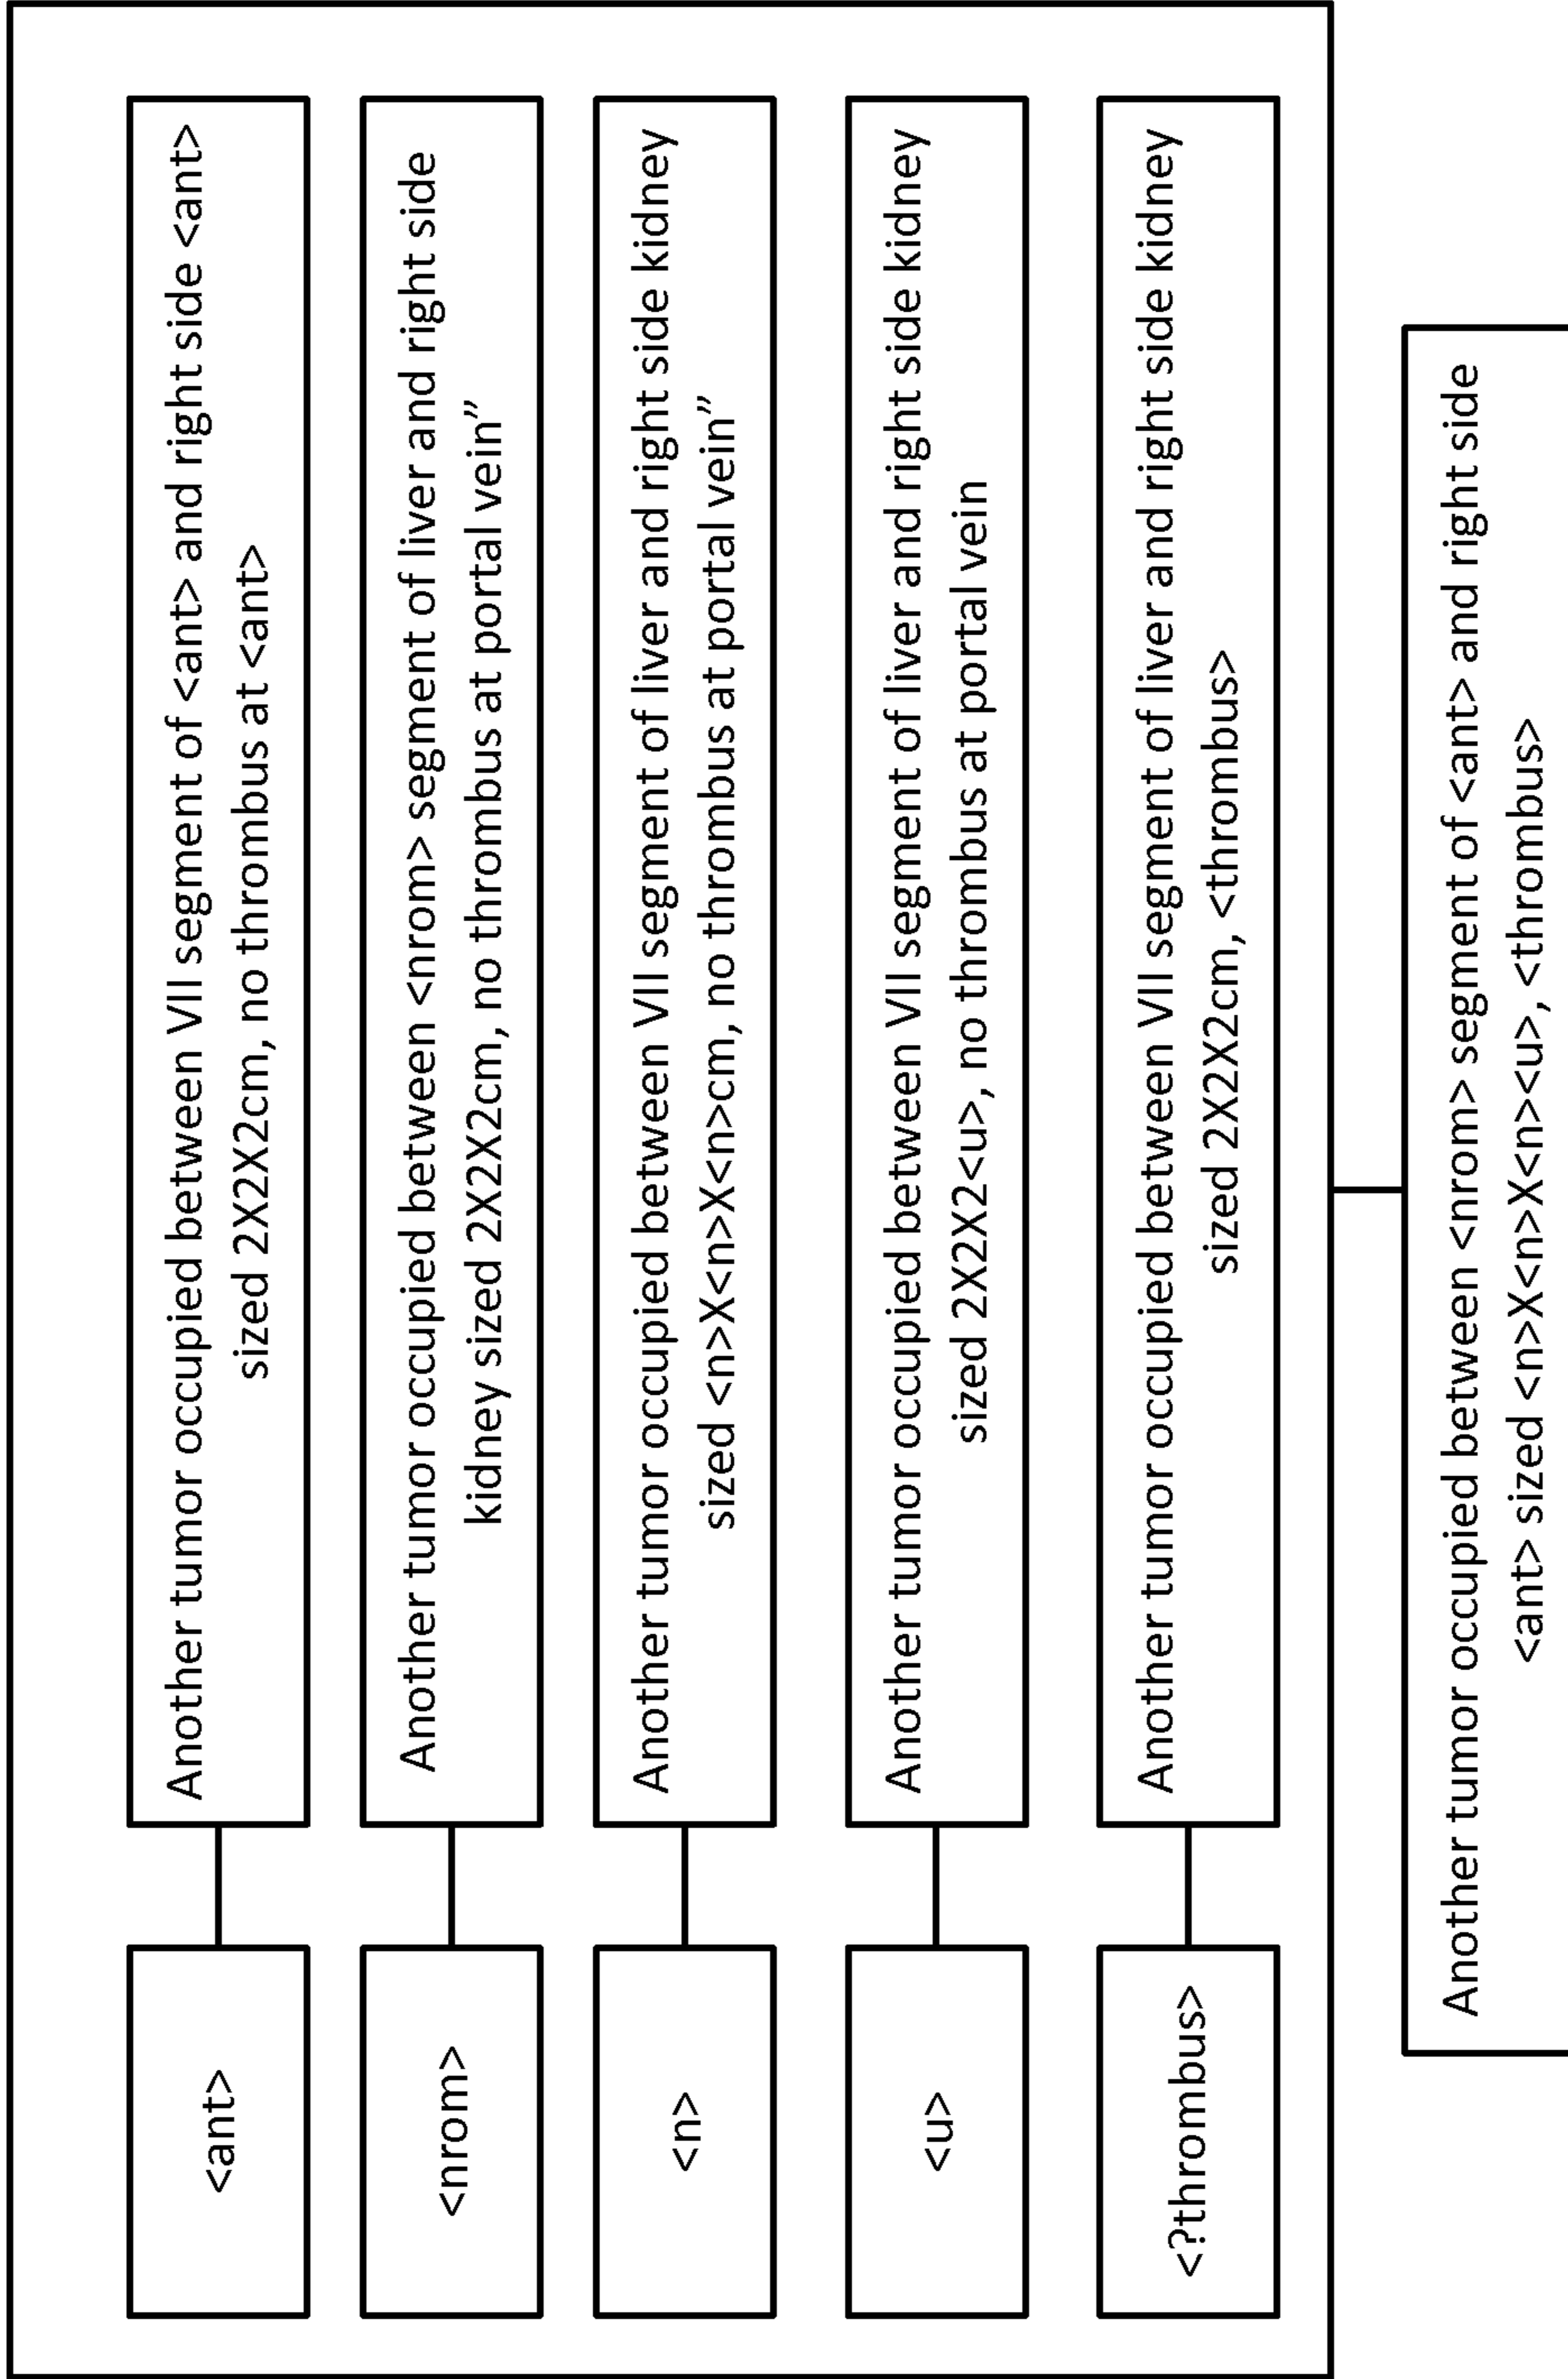 <ant>
Another tumor occupied between VII segment of <ant> and right side <ant>
sized 2X2X2cm, no thrombus at <ant>
<nrom>
Another tumor occupied between <nrom> segment of liver and right side
kidney sized 2X2X2cm, no thrombus at portal vein”
<n>
Another tumor occupied between VII segment of liver and right side kidney
sized <n>X<n>X<n>cm, no thrombus at portal vein”
<u>
Another tumor occupied between VII segment of liver and right side kidney
sized 2X2X2<u>, no thrombus at portal vein
<?thrombus>
Another tumor occupied between VII segment of liver and right side kidney
sized 2X2X2cm, <thrombus>
Another tumor occupied between <nrom> segment of <ant> and right side
<ant> sized <n>X<n>X<n><u>, <thrombus>